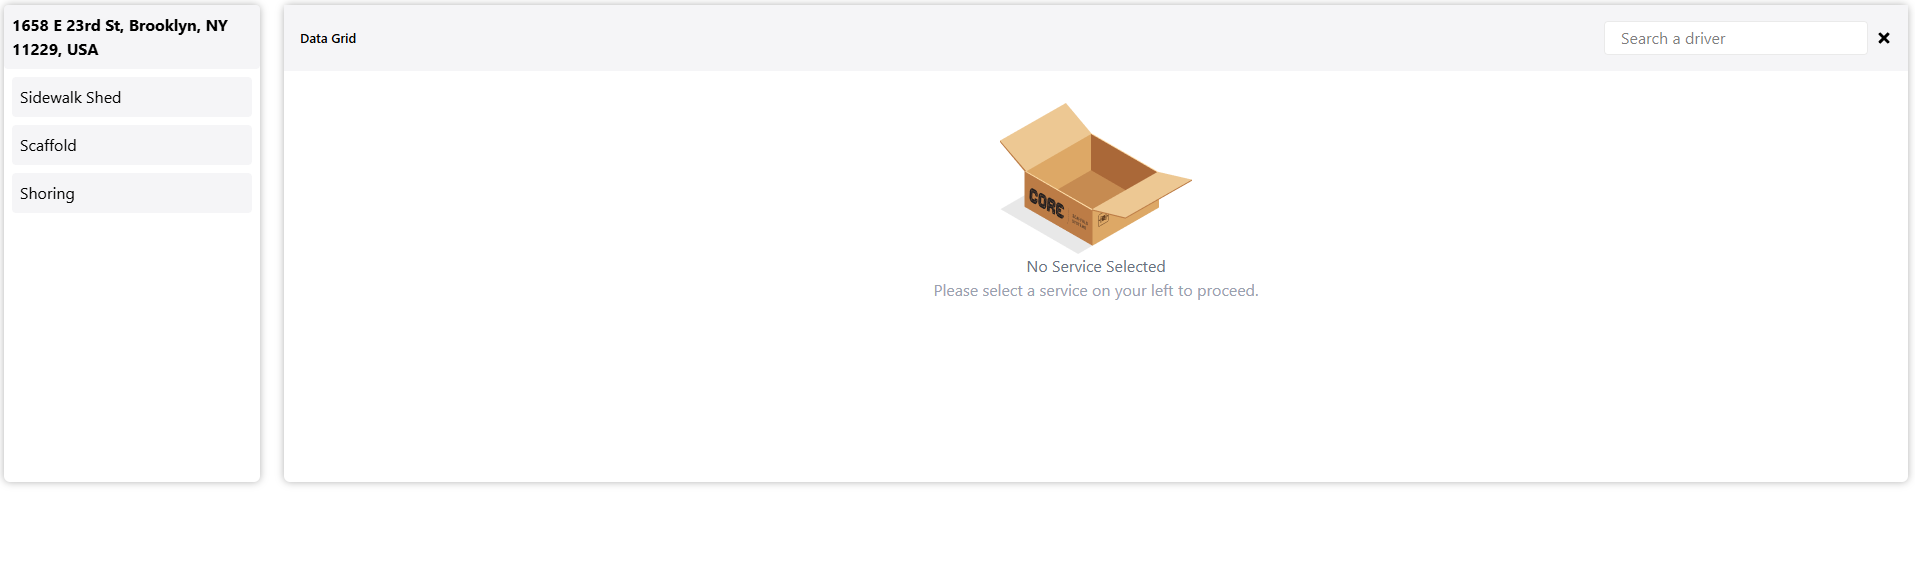 1658 E 23rd St, Brooklyn, NY
11229, USA
Sidewalk Shed
Scaffold
Shoring
Data Grid
Search a driver
CORE
No Service Selected
Please select a service on your left to proceed.